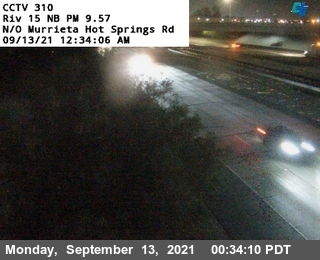 CCTV 310
Riv 15 NB PM 9.57
N/O Murrieta Hot Springs Rd
09/13/21 12:34:06 AM
Monday, September 13, 2021 00:34:10 PDT